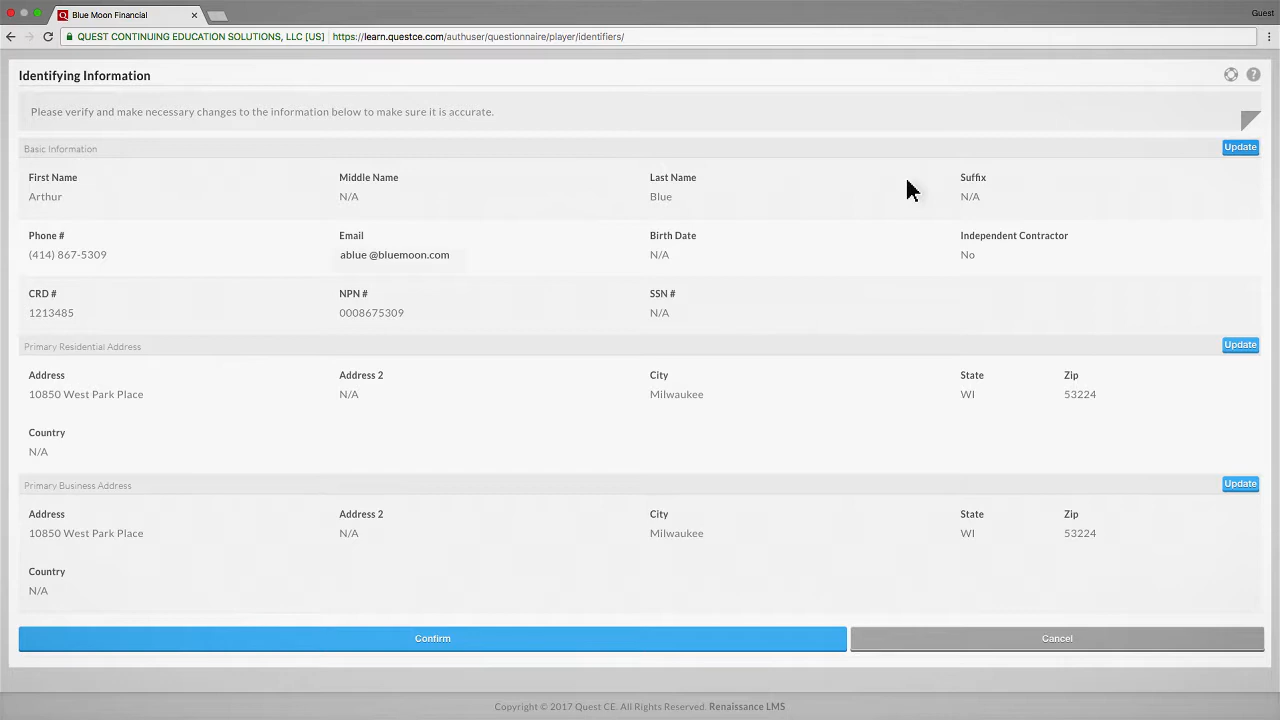 Blue Moon Financial
Guest
QUEST CONTINUING EDUCATION SOLUTIONS, LLC [US] https://learn.questce.com/authuser/questionnaire/player/identifiers/
Identifying Information
Please verify and make necessary changes to the information below to make sure it is accurate.
Basic Information Update
First Name Middle Name Last Name Suffix
Arthur N/A Blue N/A
Phone # Email Birth Date Independent Contractor
(414) 867-5309 ablue @bluemoon.com N/A No
CRD # NPN # SSN #
1213485 0008675309 N/A
Primary Residential Address Update
Address Address 2 City State Zip
10850 West Park Place N/A Milwaukee WI 53224
Country
N/A
Primary Business Address Update
Address Address 2 City State Zip
10850 West Park Place N/A Milwaukee WI 53224
Country
N/A
Confirm Cancel
Copyright © 2017 Quest CE. All Rights Reserved. Renaissance LMS